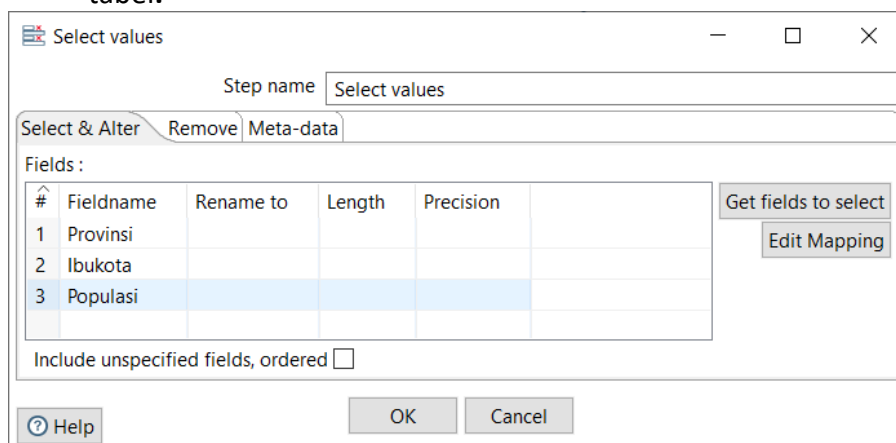 tabel.
Select values
Step name Select values
Select & Alter Remove Meta-data
Fields :
# Fieldname Rename to Length Precision
1 Provinsi
2 Ibukota
3 Populasi
Get fields to select
Edit Mapping
Include unspecified fields, ordered
Help OK Cancel